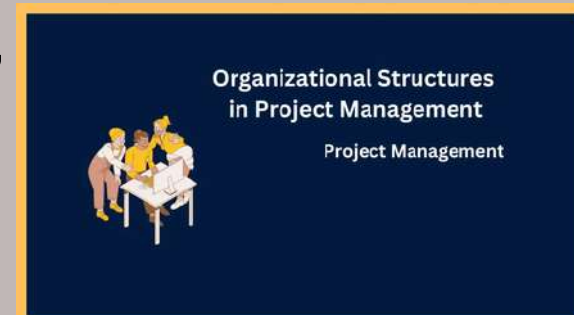 Organizational Structures
in Project Management
Project Management